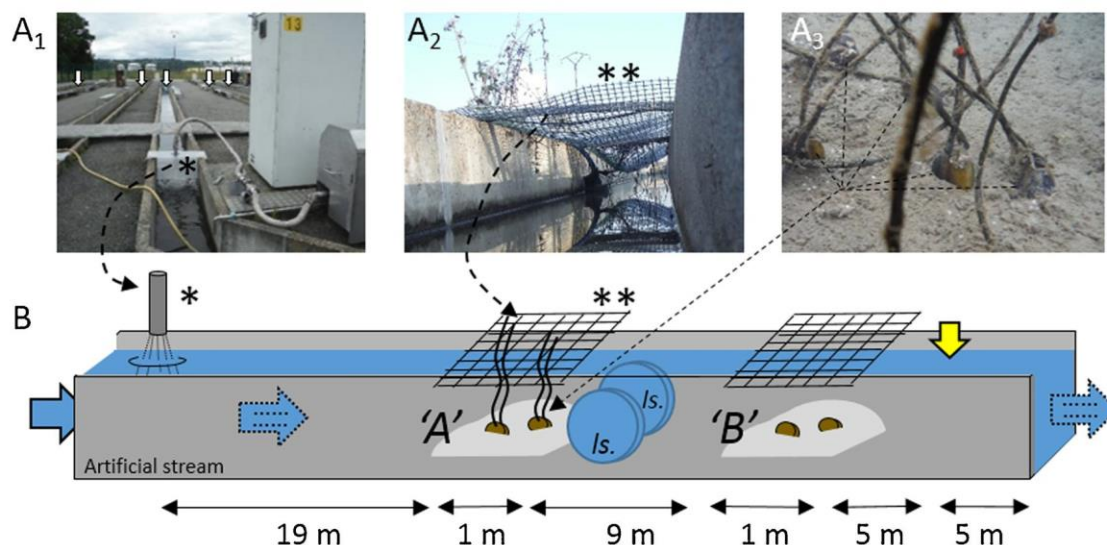 A1
13
*
A2
**
A3
B
*
**
'A'
ls.
ls.
'B'
Artificial stream
19 m
1 m
9 m
1 m
5 m
5 m